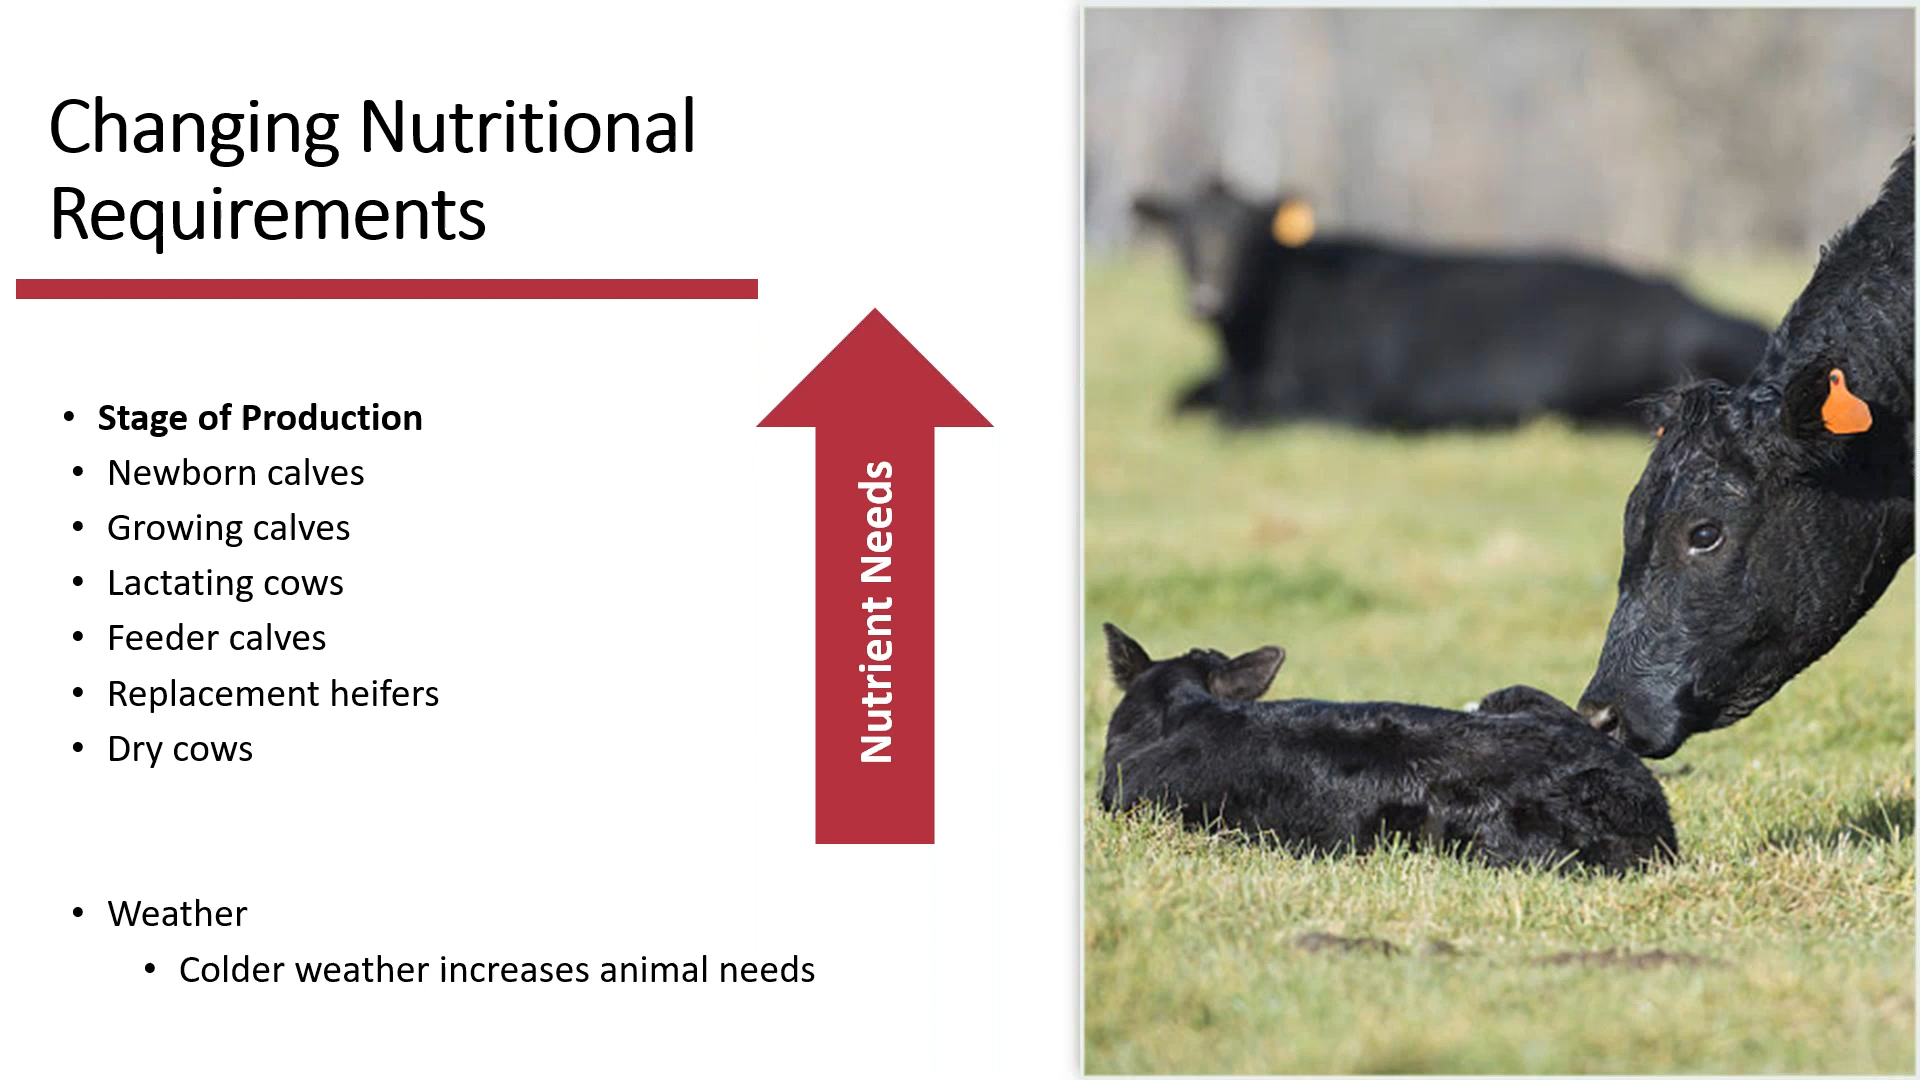 Changing Nutritional
Requirements
• Stage of Production
• Newborn calves
• Growing calves
• Lactating cows
• Feeder calves
• Replacement heifers
• Dry cows
Nutrient Needs
• Weather
• Colder weather increases animal needs